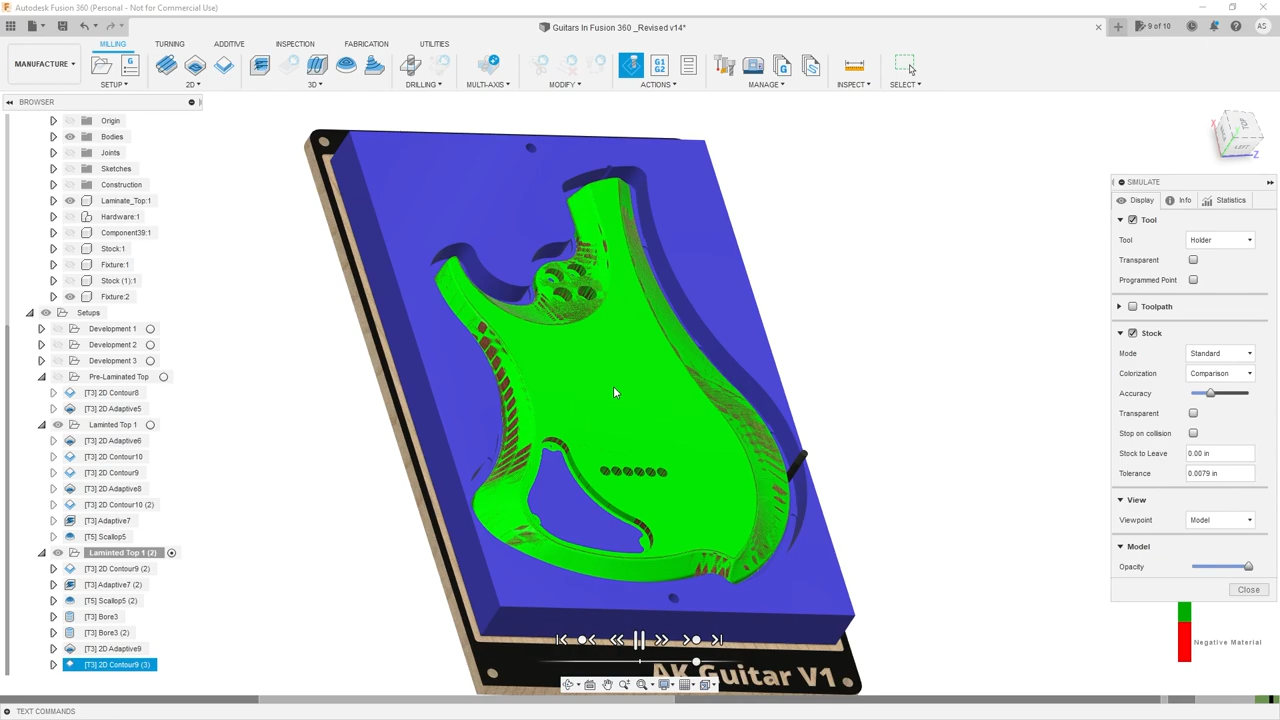 Autodesk Fusion 360 (Personal - Not for Commercial Use)
Guitars In Fusion 360 _Revised v14*
9 of 10
AS
MANUFACTURE
MILLING TURNING ADDITIVE INSPECTION FABRICATION UTILITIES
G
G1
G2
G
SETUP 2D 3D DRILLING MULTI-AXIS MODIFY ACTIONS MANAGE INSPECT SELECT
BROWSER
Origin
Bodies
Joints
Sketches
Construction
Laminate_Top:1
Hardware:1
Component39:1
Stock:1
Fixture:1
Stock (1):1
Fixture:2
Setups
Development 1
Development 2
Development 3
Pre-Laminated Top
[T3] 2D Contour8
[T3] 2D Adaptive5
Laminted Top 1
[T3] 2D Adaptive6
[T3] 2D Contour10
[T3] 2D Contour9
[T3] 2D Adaptive8
[T3] 2D Contour10 (2)
[T3] Adaptive7
[T5] Scallop5
Laminted Top 1 (2)
[T3] 2D Contour9 (2)
[T3] Adaptive7 (2)
[T5] Scallop5 (2)
[T3] Bore3
[T3] Bore3 (2)
[T3] 2D Adaptive9
[T3] 2D Contour9 (3)
AK Guitar V1
X
Z
TOP
LEFT
SIMULATE
Display Info Statistics
Tool
Tool Holder
Transparent
Programmed Point
Toolpath
Stock
Mode Standard
Colorization Comparison
Accuracy
Transparent
Stop on collision
Stock to Leave 0.00 in
Tolerance 0.0079 in
View
Viewpoint Model
Model
Opacity
Close
Negative Material
TEXT COMMANDS